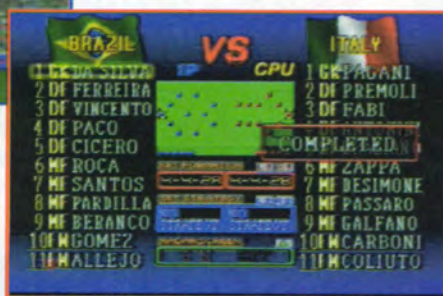 BRAZIL VS ITALY
1P CPU
1 GK DA SILVA
2 DF FERREIRA
3 DF VINCENTO
4 DF PACO
5 DF CICERO
6 MF ROCA
7 MF SANTOS
8 MF PARDILLA
9 MF BERANCO
10 FW GOMEZ
11 FW ALLEJO
COMPLETED
1 GK PAGANI
2 DF PREMOLI
3 DF FABI
6 MF ZAPPA
7 MF DESIMONE
8 MF PASSARO
9 MF GALFANO
10 FW CARBONI
11 FW COLIUTO